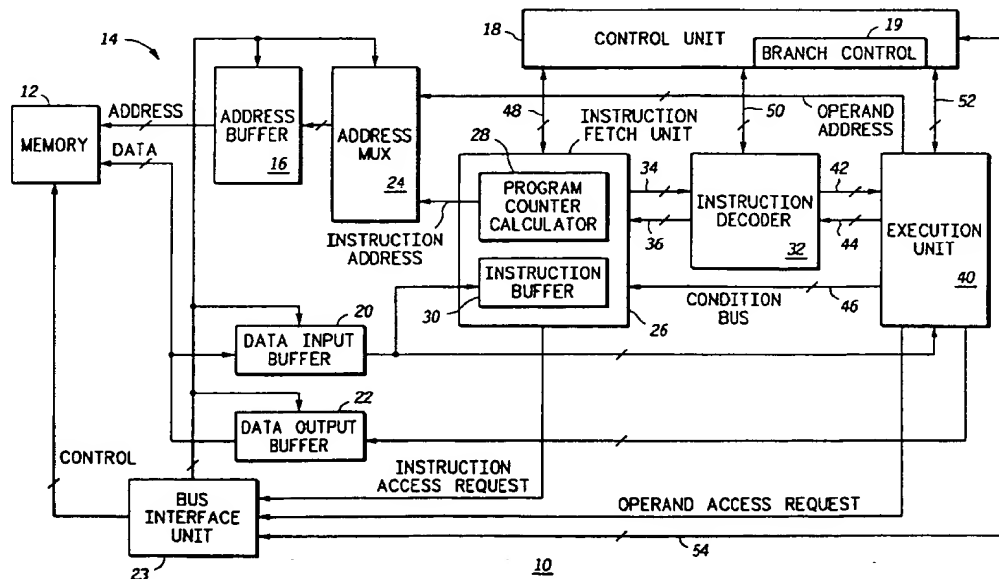 14
12
MEMORY
ADDRESS
DATA
ADDRESS
BUFFER
16
ADDRESS
MUX
24
18
CONTROL UNIT
19
BRANCH CONTROL
48
INSTRUCTION
FETCH UNIT
50
OPERAND
ADDRESS
52
28
PROGRAM
COUNTER
CALCULATOR
INSTRUCTION
ADDRESS
34
36
INSTRUCTION
DECODER
32
42
44
EXECUTION
UNIT
40
INSTRUCTION
BUFFER
30
26
CONDITION
BUS
46
20
DATA INPUT
BUFFER
22
DATA OUTPUT
BUFFER
CONTROL
BUS
INTERFACE
UNIT
23
INSTRUCTION
ACCESS REQUEST
OPERAND ACCESS REQUEST
54
10